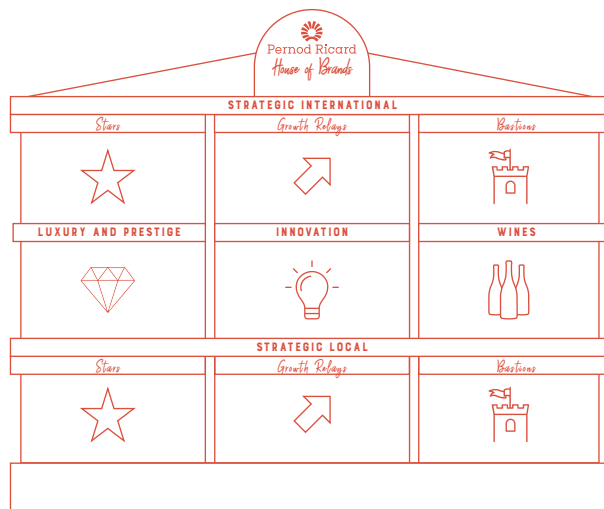 Pernod Ricard
House of Brands
STRATEGIC INTERNATIONAL
Stars Growth Relays Bastions
LUXURY AND PRESTIGE INNOVATION WINES
STRATEGIC LOCAL
Stars Growth Relays Bastions